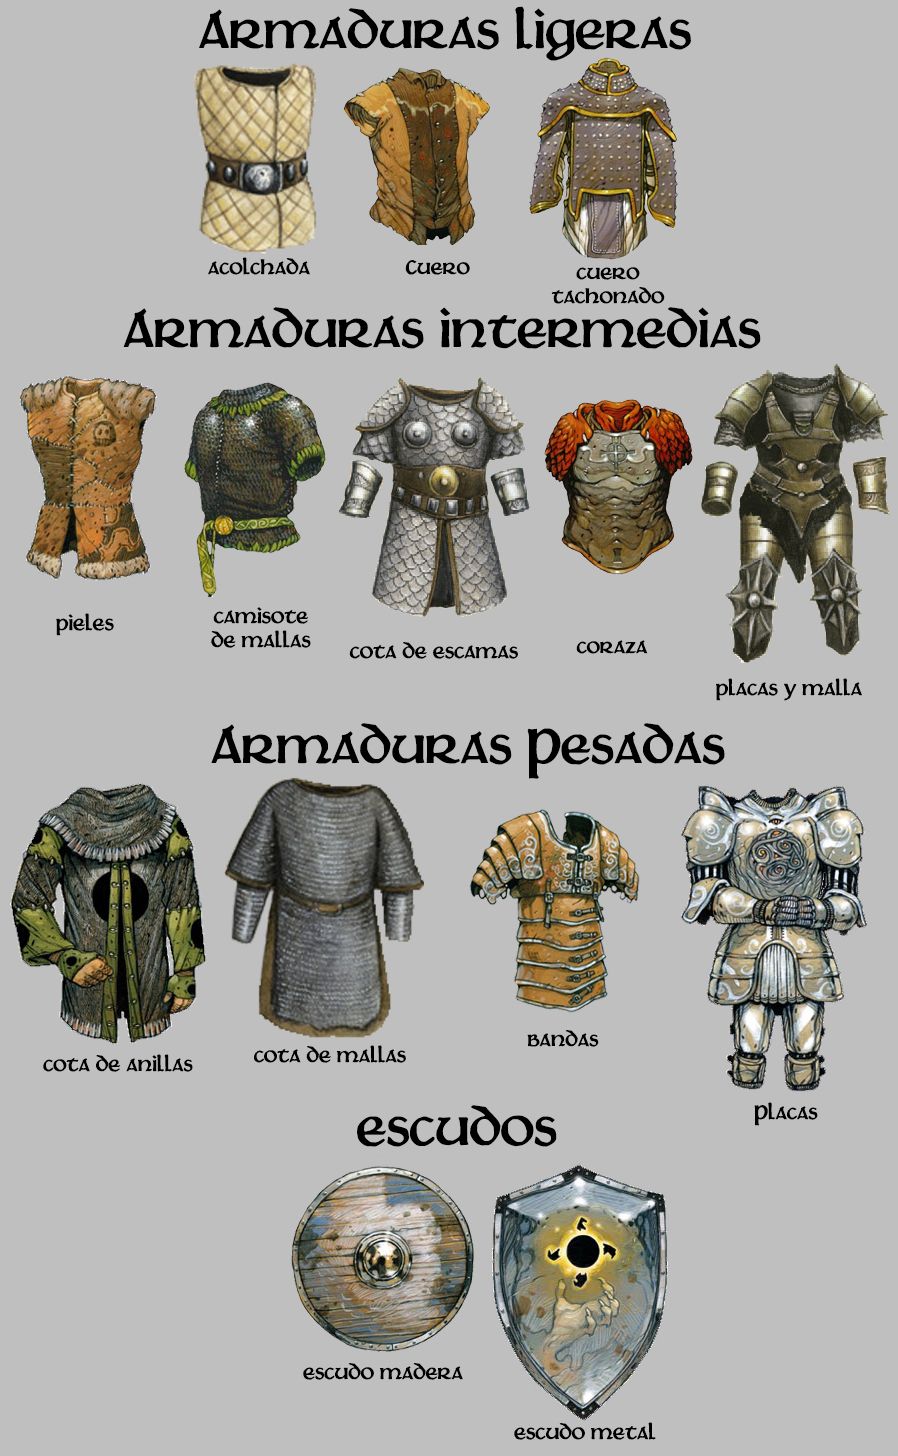 Armaduras ligeras
Acolchada
Cuero
cuero
tachonado
Armaduras intermedias
pieles
camisote
de mallas
cota de escamas
coraza
placas y malla
Armaduras Pesadas
cota de anillas
cota de mallas
Bandas
Placas
escudos
escudo madera
escudo metal